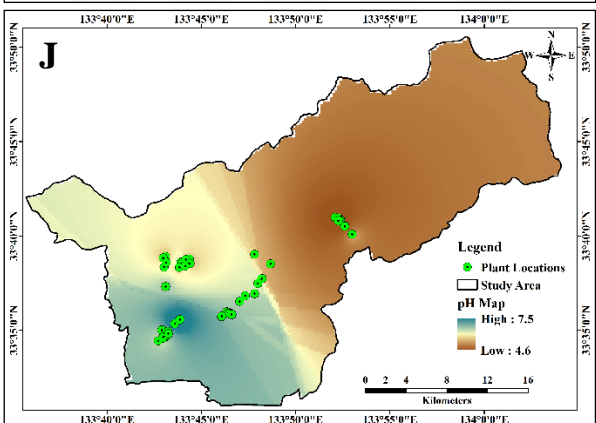 133°40'0"E 133°45'0"E 133°50'0"E 133°55'0"E 134°0'0"E
J
N
W E
S
33°50'0"N 33°50'0"N
33°45'0"N 33°45'0"N
33°40'0"N 33°40'0"N
33°35'0"N 33°35'0"N
Legend
Plant Locations
Study Area
pH Map
High : 7.5
Low : 4.6
0 2 4 8 12 16
Kilometers
133°40'0"E 133°45'0"E 133°50'0"E 133°55'0"E 134°0'0"E